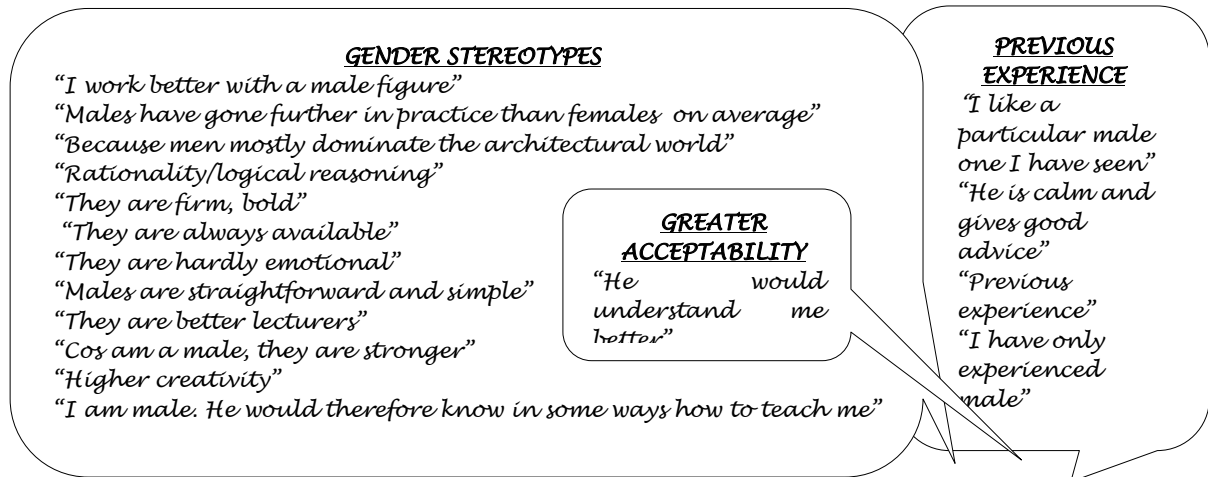 GENDER STEREOTYPES
“I work better with a male figure”
“Males have gone further in practice than females on average”
“Because men mostly dominate the architectural world”
“Rationality/logical reasoning”
“They are firm, bold”
“They are always available”
“They are hardly emotional”
“Males are straightforward and simple”
“They are better lecturers”
“Cos am a male, they are stronger”
“Higher creativity”
“I am male. He would therefore know in some ways how to teach me”
GREATER
ACCEPTABILITY
“He would
understand me
better”
PREVIOUS
EXPERIENCE
“I like a
particular male
one I have seen”
“He is calm and
gives good
advice”
“Previous
experience”
“I have only
experienced
male”